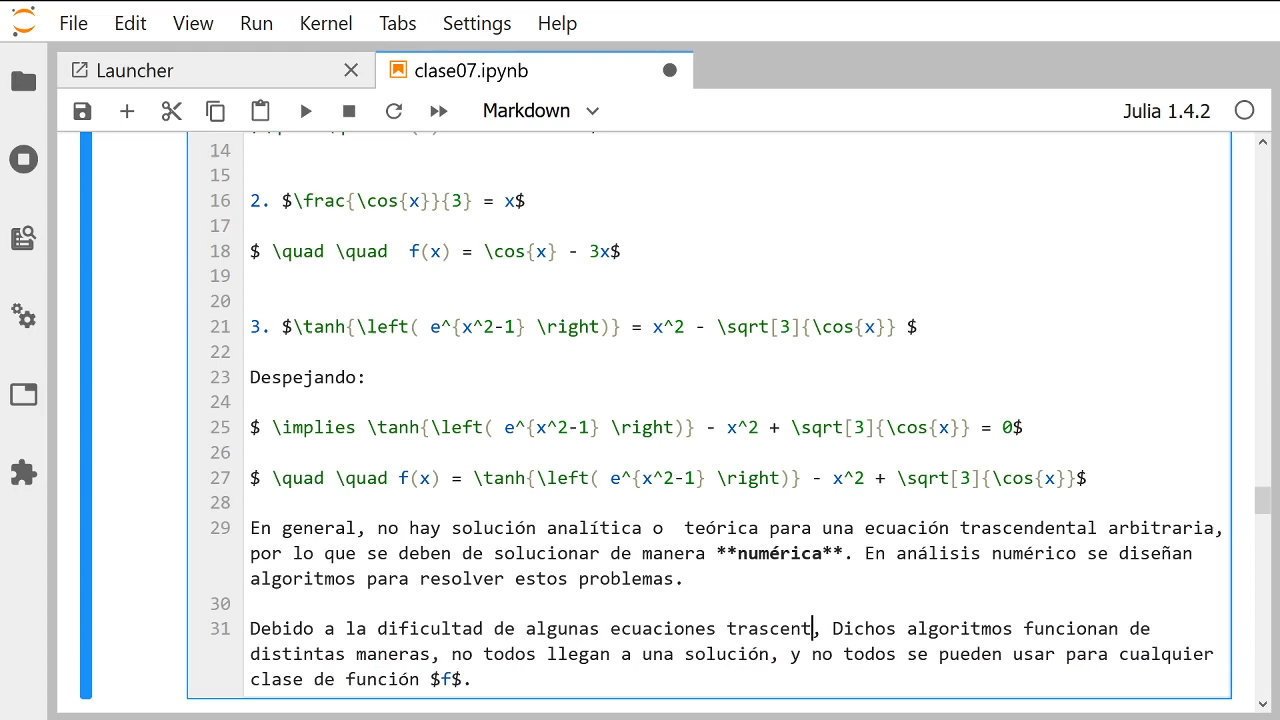 File Edit View Run Kernel Tabs Settings Help
Launcher
clase07.ipynb
Markdown
Julia 1.4.2
14
15
16 2. $\frac{\cos{x}}{3} = x$
17
18 $ \quad \quad  f(x) = \cos{x} - 3x$
19
20
21 3. $\tanh{\left( e^{x^2-1} \right)} = x^2 - \sqrt[3]{\cos{x}} $
22
23 Despejando:
24
25 $ \implies \tanh{\left( e^{x^2-1} \right)} - x^2 + \sqrt[3]{\cos{x}} = 0$
26
27 $ \quad \quad f(x) = \tanh{\left( e^{x^2-1} \right)} - x^2 + \sqrt[3]{\cos{x}}$
28
29 En general, no hay solución analítica o  teórica para una ecuación trascendental arbitraria,
por lo que se deben de solucionar de manera **numérica**. En análisis numérico se diseñan
algoritmos para resolver estos problemas.
30
31 Debido a la dificultad de algunas ecuaciones trascent, Dichos algoritmos funcionan de
distintas maneras, no todos llegan a una solución, y no todos se pueden usar para cualquier
clase de función $f$.